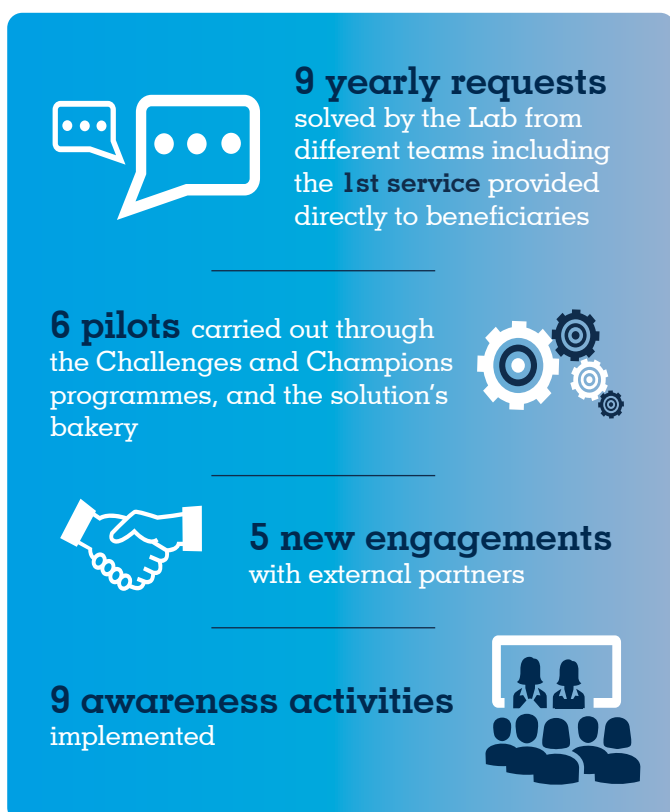 9 yearly requests
solved by the Lab from
different teams including
the 1st service provided
directly to beneficiaries
6 pilots carried out through
the Challenges and Champions
programmes, and the solution’s
bakery
5 new engagements
with external partners
9 awareness activities
implemented